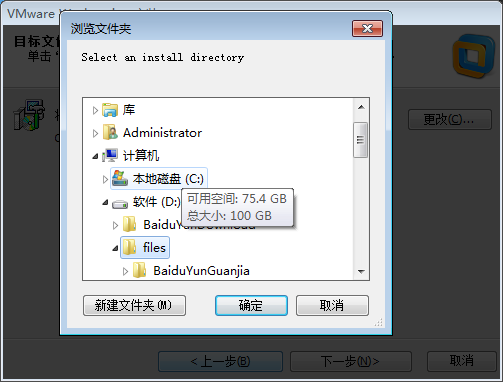 VMware
浏览文件夹
目标文件
单击
Select an install directory
库
Administrator
计算机
更改(C)...
本地磁盘 (C:)
软件 (D:)
可用空间: 75.4 GB
总大小: 100 GB
BaiduYunDownload
files
BaiduYunGuanjia
新建文件夹(M)
确定
取消
< 上一步(B)
下一步(N)>
取消